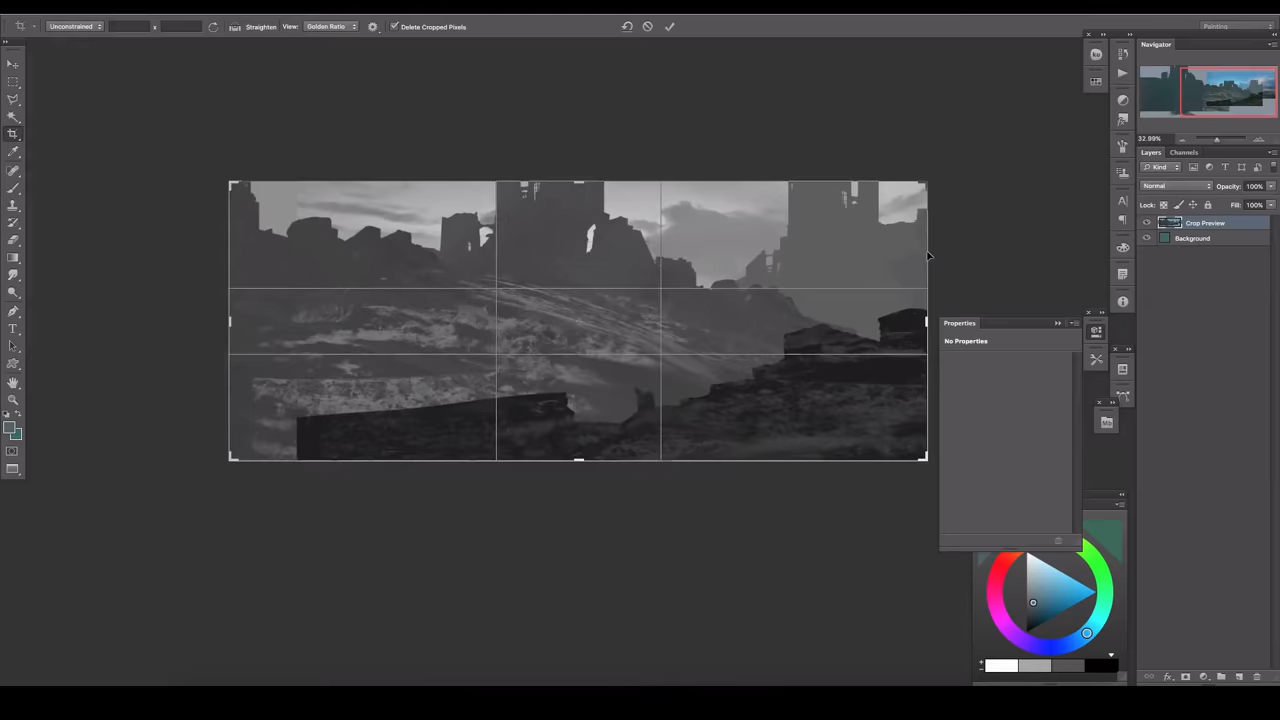 Unconstrained x Straighten View: Golden Ratio Delete Cropped Pixels Painting
Navigator
32.99%
Layers Channels
Kind
Normal Opacity: 100%
Lock: Fill: 100%
Crop Preview
Background
Properties
No Properties